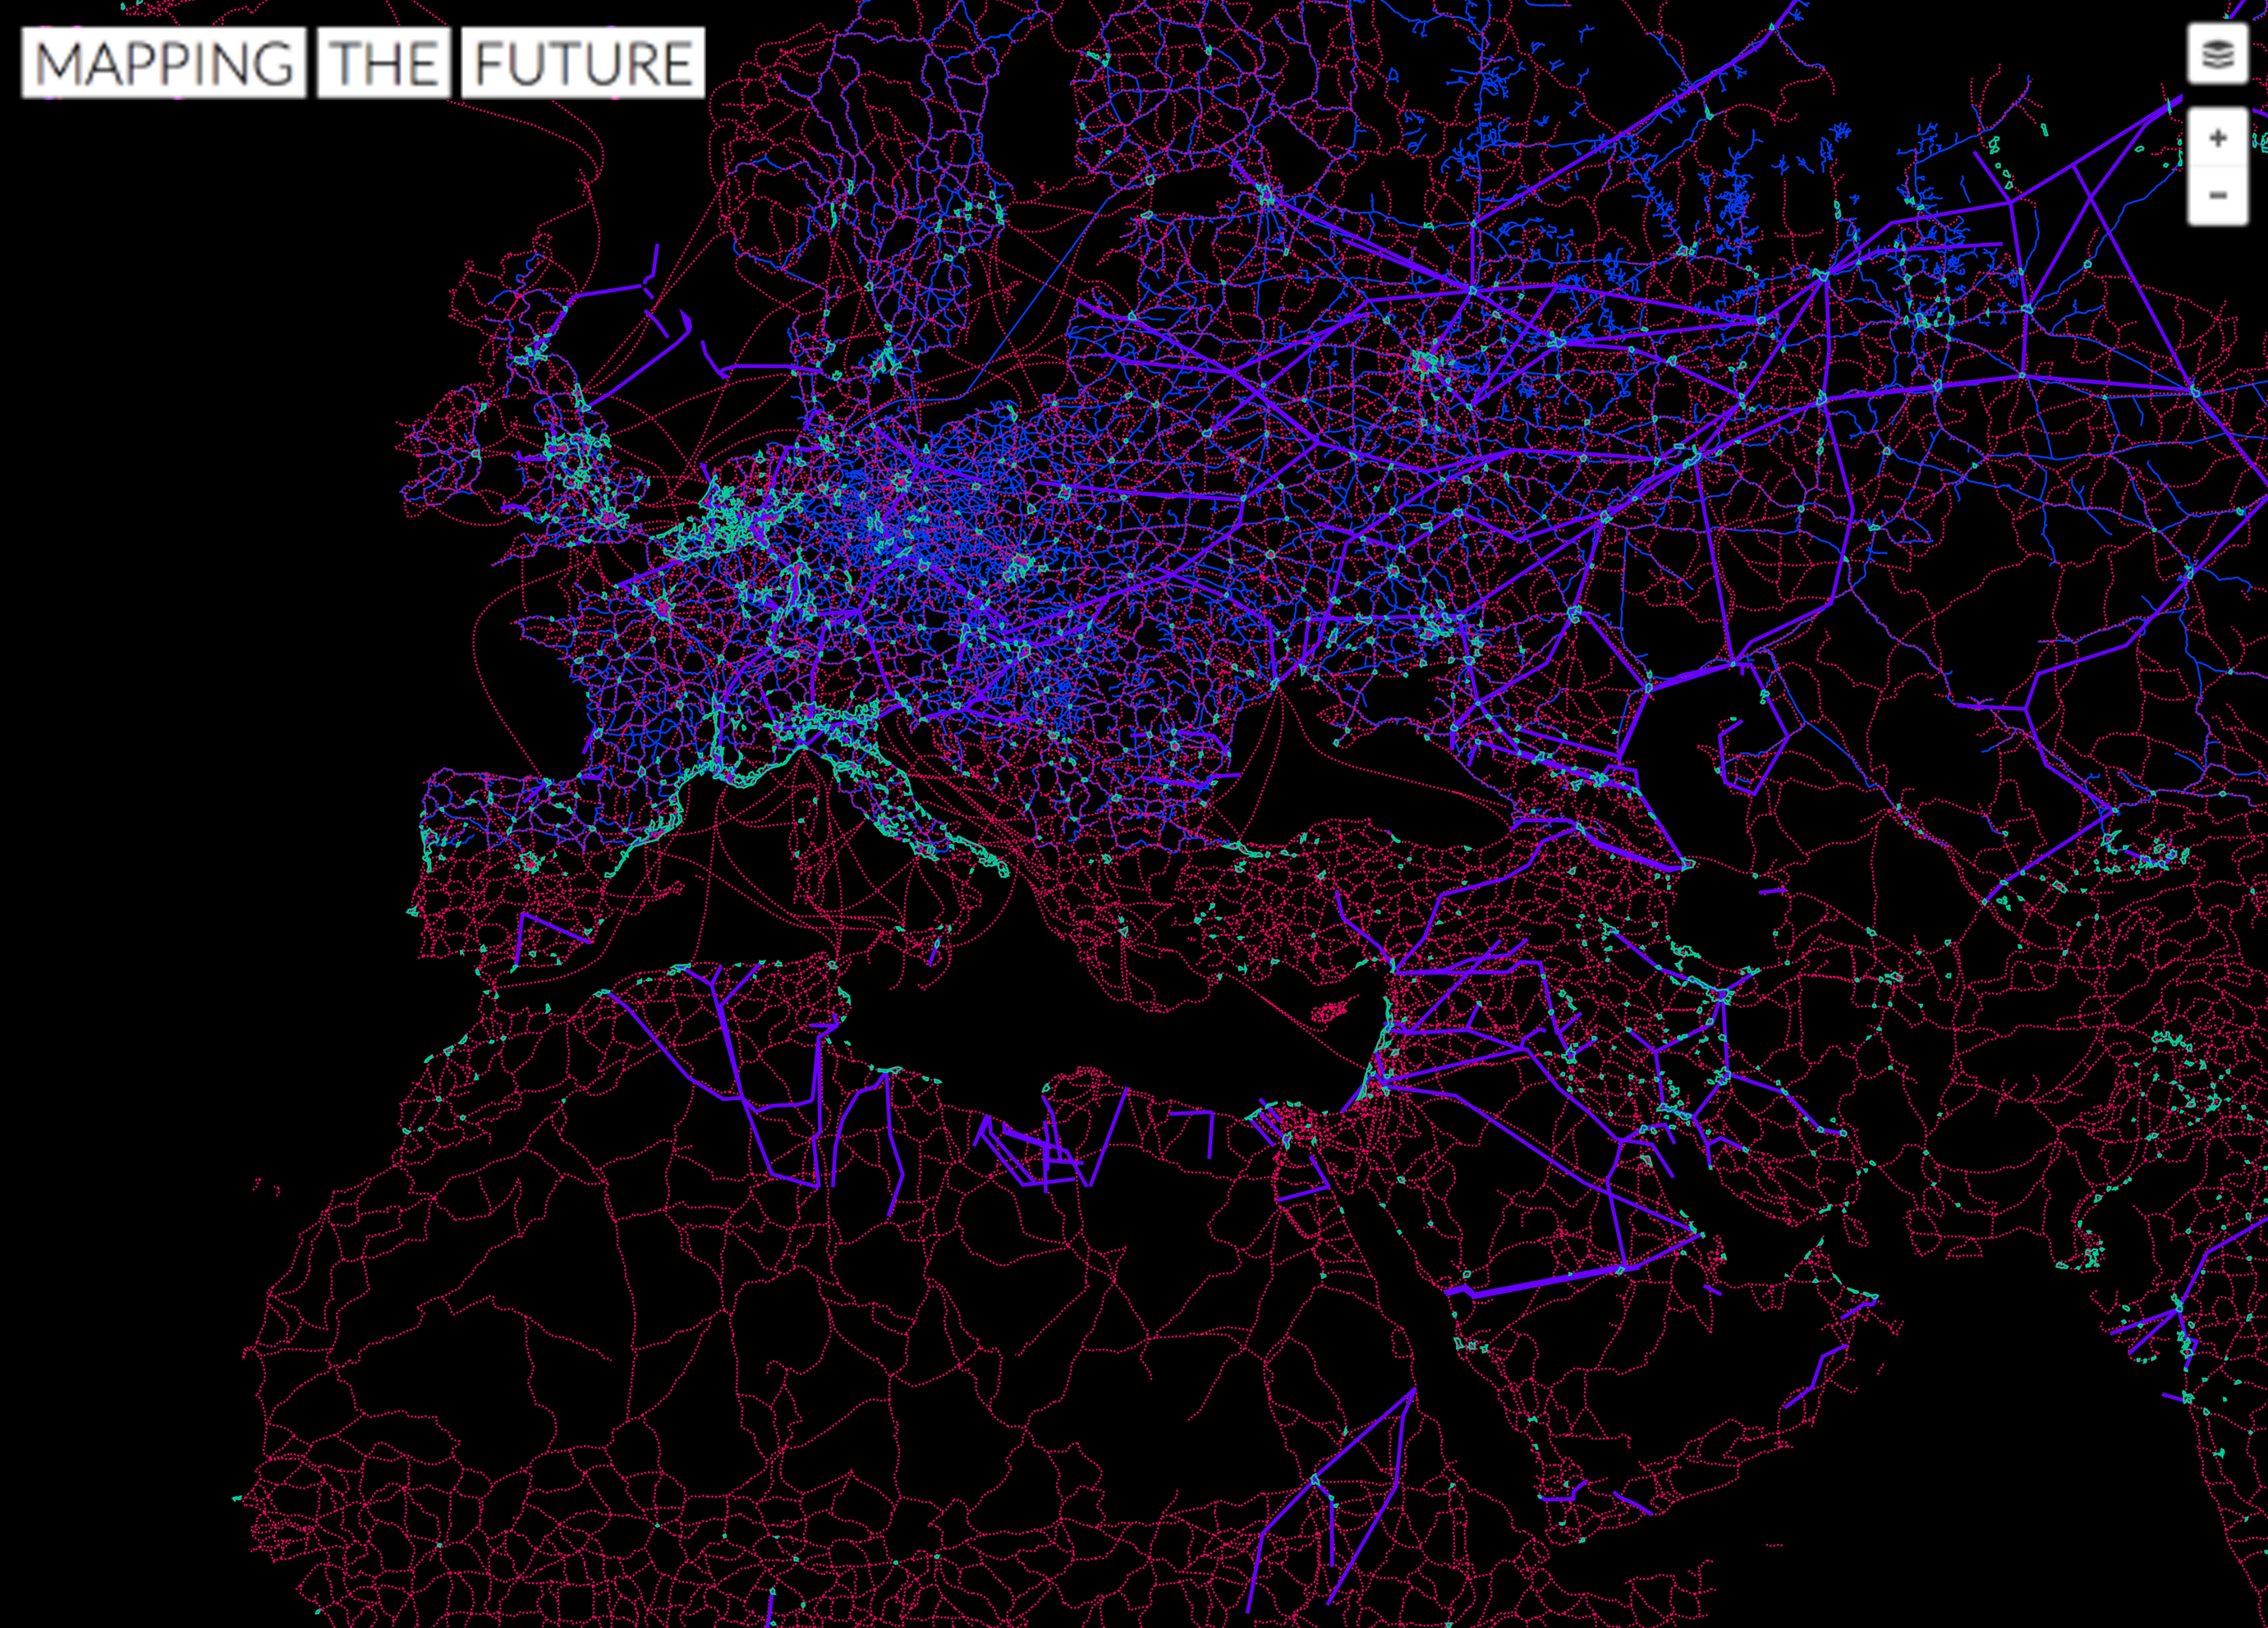 MAPPING THE FUTURE
+
−